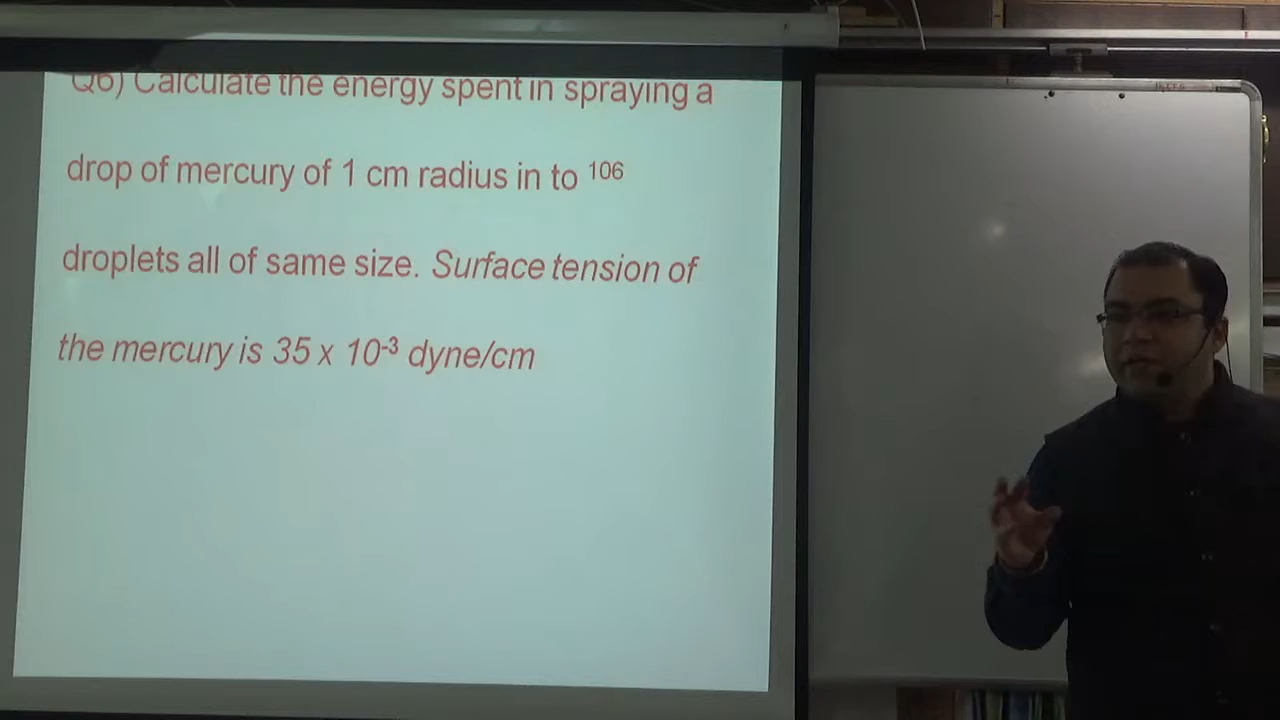 Q6) Calculate the energy spent in spraying a
drop of mercury of 1 cm radius in to ¹⁰⁶
droplets all of same size. Surface tension of
the mercury is 35 x 10⁻³ dyne/cm